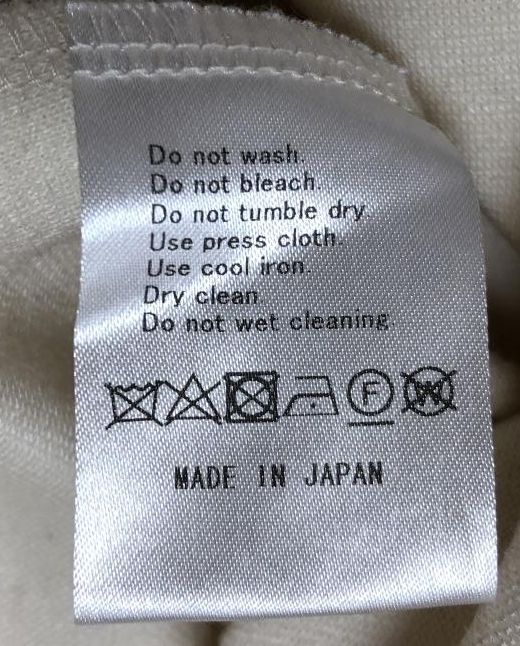 Do not wash.
Do not bleach.
Do not tumble dry.
Use press cloth.
Use cool iron.
Dry clean.
Do not wet cleaning.
F W
MADE IN JAPAN